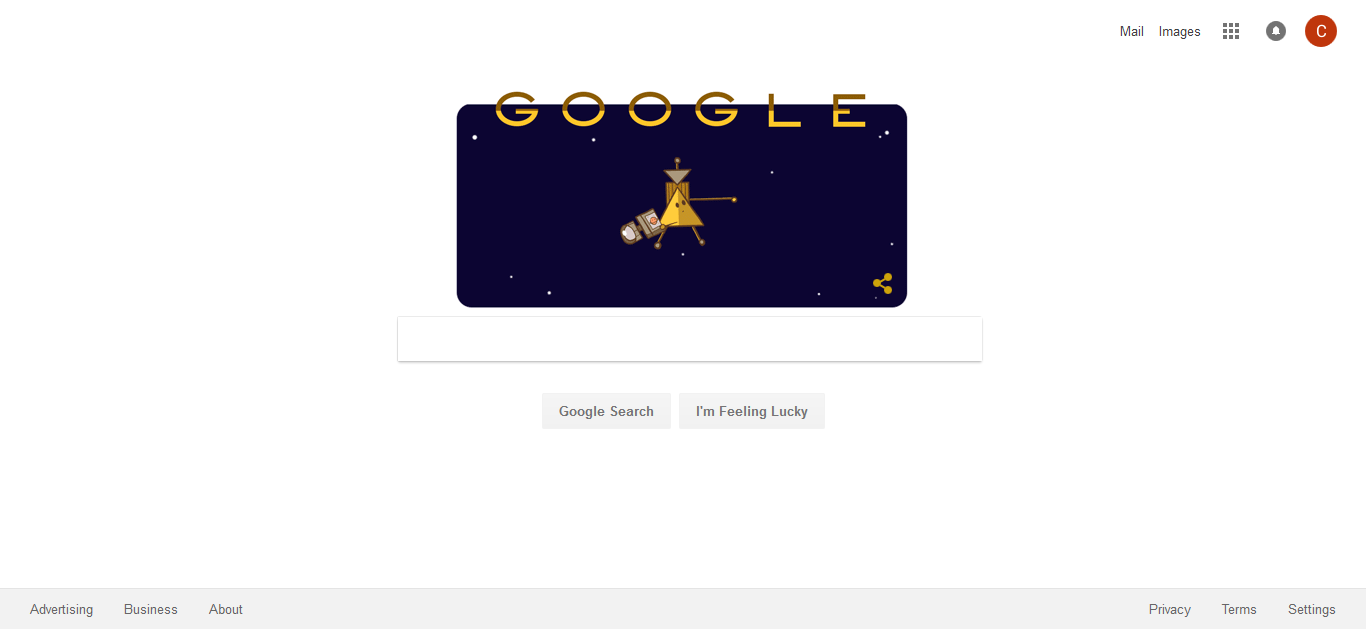 Mail Images C
GOOGLE
Google Search I'm Feeling Lucky
Advertising Business About Privacy Terms Settings